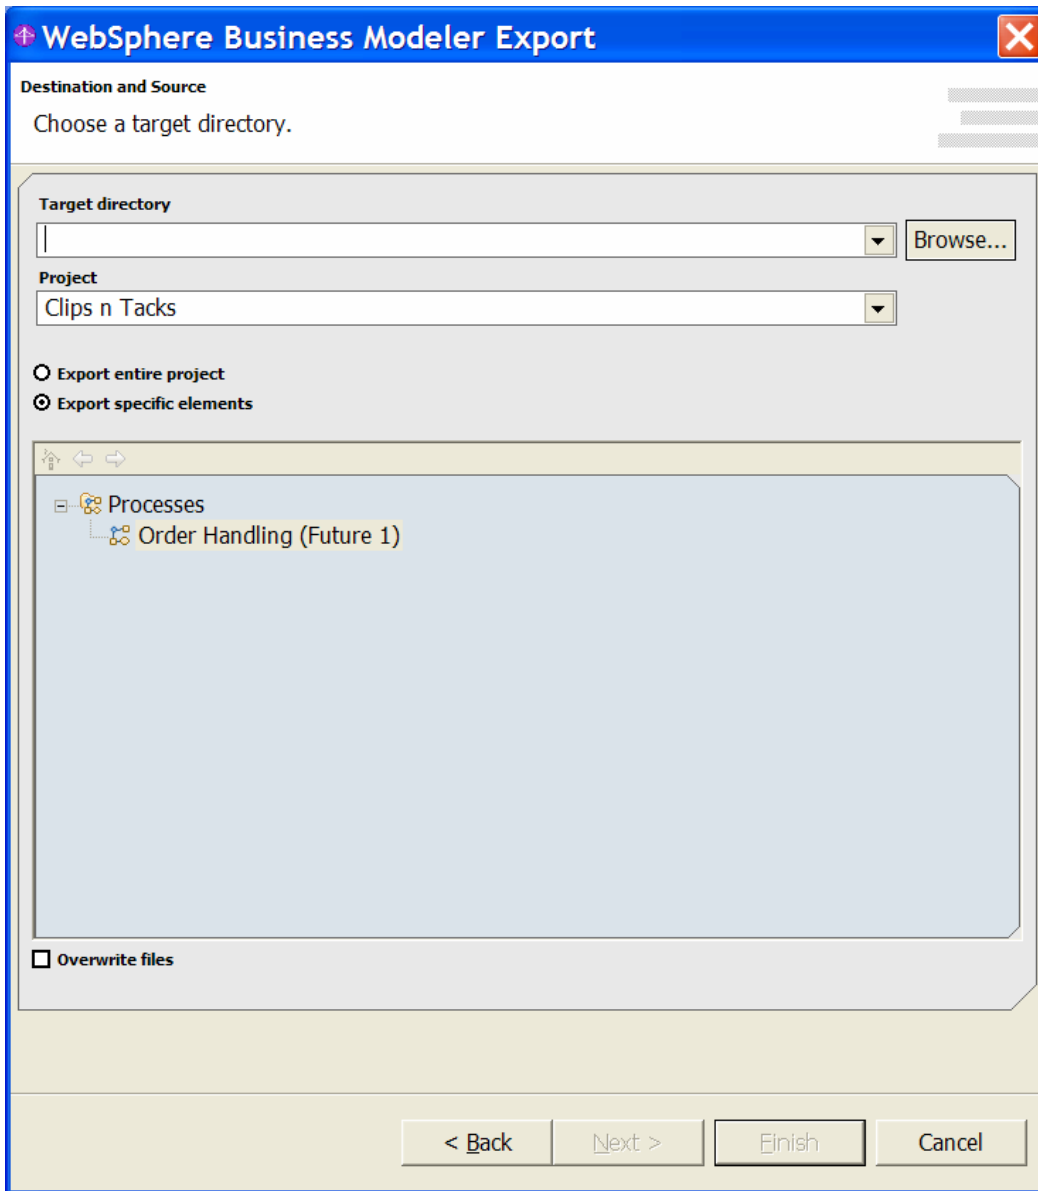 WebSphere Business Modeler Export
Destination and Source
Choose a target directory.
Target directory
Browse...
Project
Clips n Tacks
Export entire project
Export specific elements
Processes
Order Handling (Future 1)
Overwrite files
< Back Next > Finish Cancel